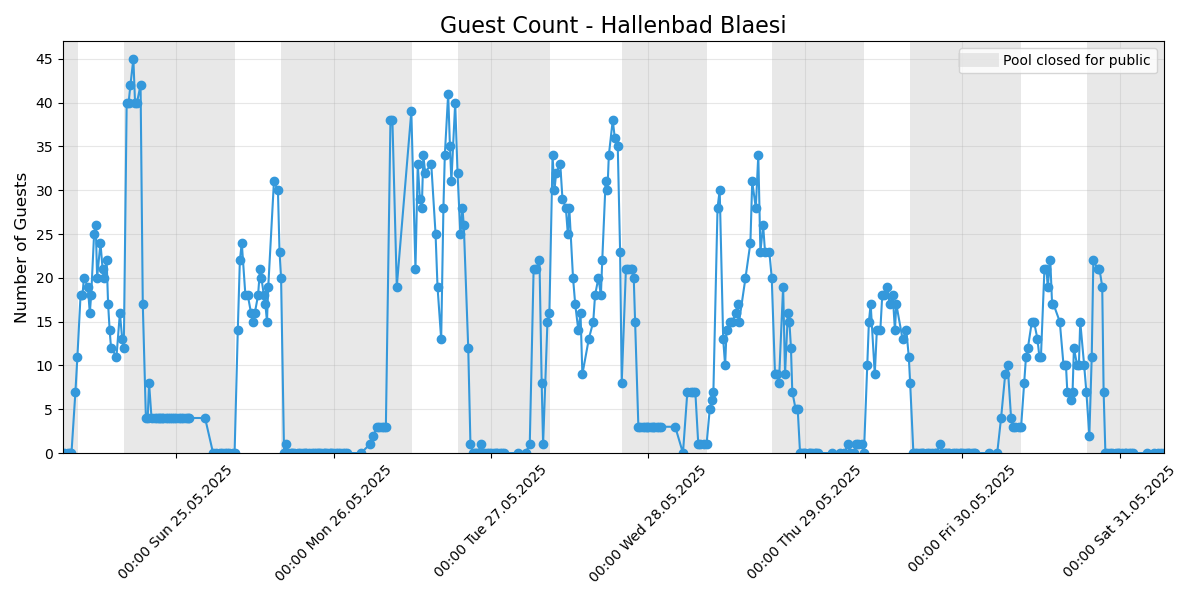 Guest Count - Hallenbad Blaesi
Pool closed for public
Number of Guests
45
40
35
30
25
20
15
10
5
0
00:00 Sun 25.05.2025
00:00 Mon 26.05.2025
00:00 Tue 27.05.2025
00:00 Wed 28.05.2025
00:00 Thu 29.05.2025
00:00 Fri 30.05.2025
00:00 Sat 31.05.2025